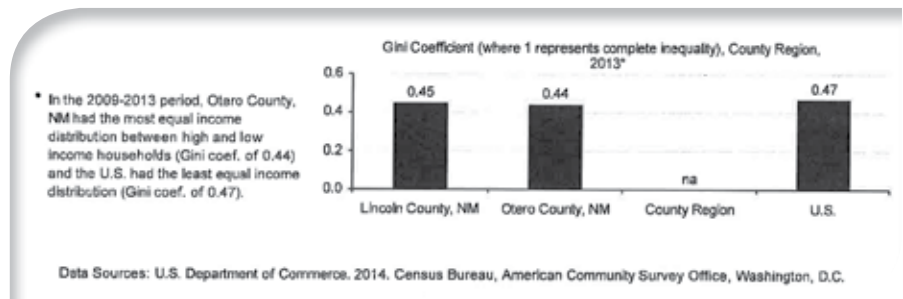 Gini Coefficient (where 1 represents complete inequality), County Region,
2013*
* In the 2009-2013 period, Otero County,
NM had the most equal income
distribution between high and low
income households (Gini coef. of 0.44)
and the U.S. had the least equal income
distribution (Gini coef. of 0.47).
0.6
0.4
0.2
0.0
0.45
0.44
na
0.47
Lincoln County, NM
Otero County, NM
County Region
U.S.
Data Sources: U.S. Department of Commerce. 2014. Census Bureau, American Community Survey Office, Washington, D.C.